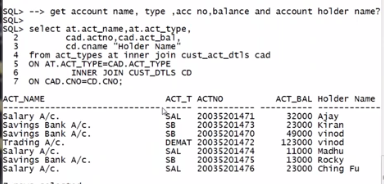 SQL> --> get account name, type ,acc no,balance and account holder name?
SQL>
SQL> select at.act_name,at.act_type,
2 cad.actno,cad.act_bal,
3 cd.cname "Holder Name"
4 from act_types at inner join cust_act_dtls cad
5 ON AT.ACT_TYPE=CAD.ACT_TYPE
6 INNER JOIN CUST_DTLS CD
7 ON CAD.CNO=CD.CNO;
ACT_NAME ACT_T ACTNO ACT_BAL Holder Name
Salary A/c. SAL 20035201471 32000 Ajay
Savings Bank A/c. SB 20035201473 23000 Kiran
Savings Bank A/c. SB 20035201470 49000 vinod
Trading A/c. DEMAT 20035201472 123000 vinod
Salary A/c. SAL 20035201474 11000 Madhu
Savings Bank A/c. SB 20035201475 13000 Rocky
Salary A/c. SAL 20035201476 23000 Ching Fu